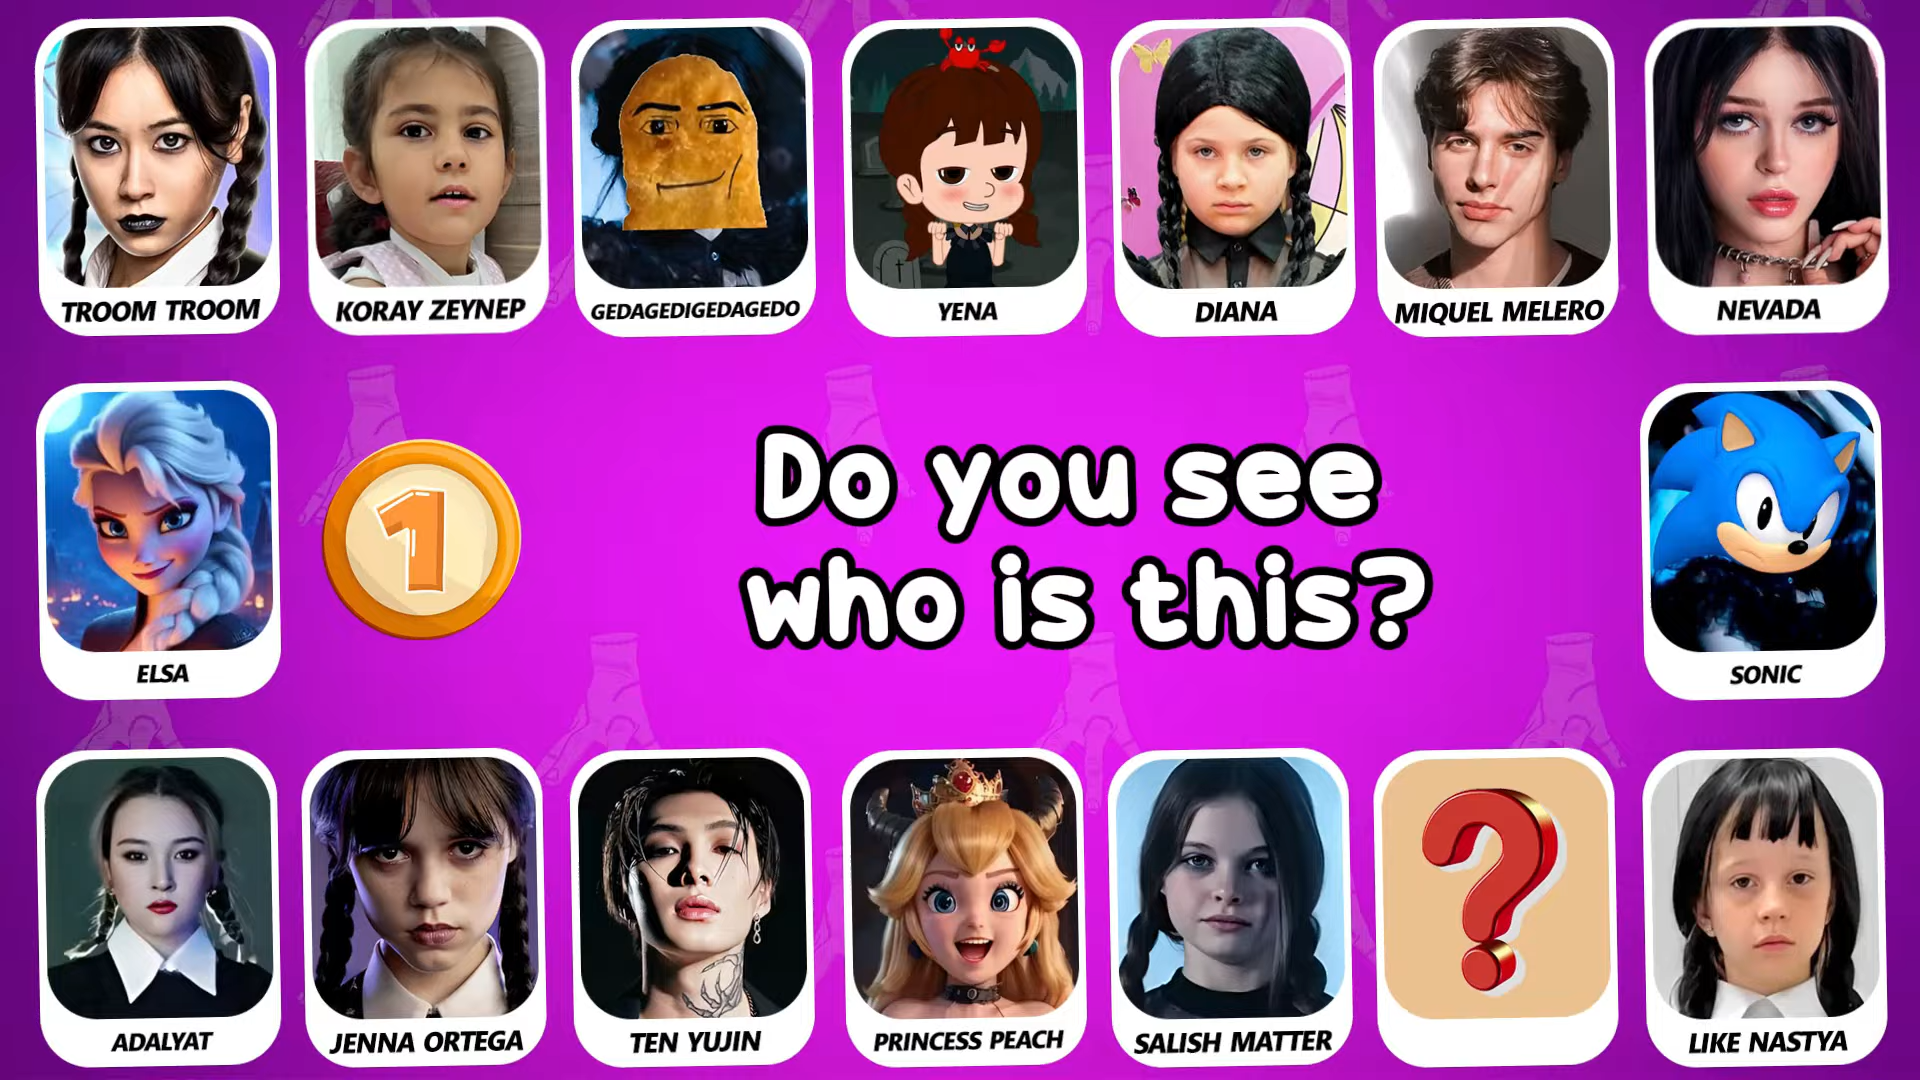 TROOM TROOM
KORAY ZEYNEP
GEDAGEDIGEDAGEDO
YENA
DIANA
MIQUEL MELERO
NEVADA
ELSA
1
Do you see
who is this?
SONIC
ADALYAT
JENNA ORTEGA
TEN YUJIN
PRINCESS PEACH
SALISH MATTER
?
LIKE NASTYA